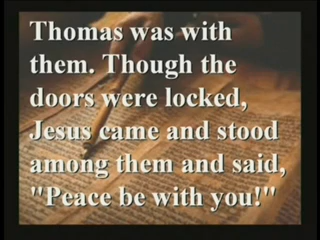 Thomas was with
them. Though the
doors were locked,
Jesus came and stood
among them and said,
"Peace be with you!"